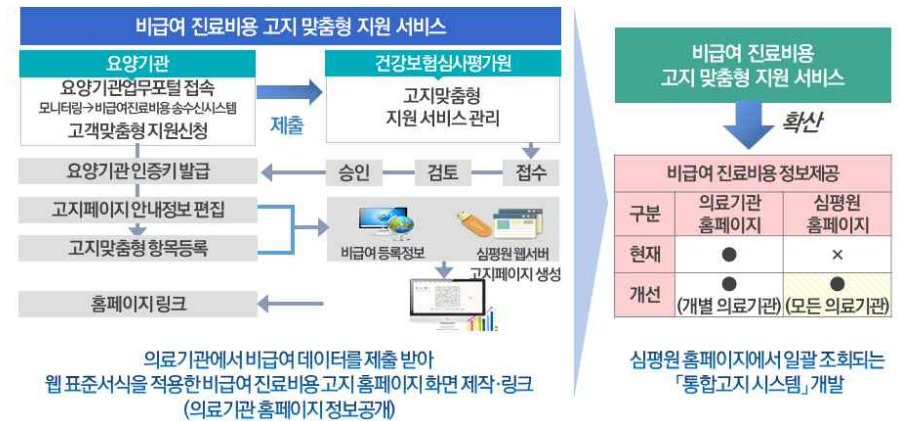 비급여 진료비용 고지 맞춤형 지원 서비스
요양기관
요양기관업무포털 접속
모니터링→비급여진료비용 송수신시스템
고객맞춤형 지원신청
제출
건강보험심사평가원
고지맞춤형
지원 서비스 관리
요양기관 인증키 발급
승인
검토
접수
고지페이지 안내정보 편집
고지맞춤형 항목등록
비급여 등록정보
심평원 웹서버
고지페이지 생성
홈페이지 링크
의료기관에서 비급여 데이터를 제출 받아
웹 표준서식을 적용한 비급여 진료비용 고지 홈페이지 화면 제작·링크
(의료기관 홈페이지 정보공개)
비급여 진료비용
고지 맞춤형 지원 서비스
확산
비급여 진료비용 정보제공
구분 의료기관 홈페이지 심평원 홈페이지
현재 ● ×
개선 ● (개별 의료기관) ● (모든 의료기관)
심평원 홈페이지에서 일괄 조회되는
「통합고지 시스템」 개발